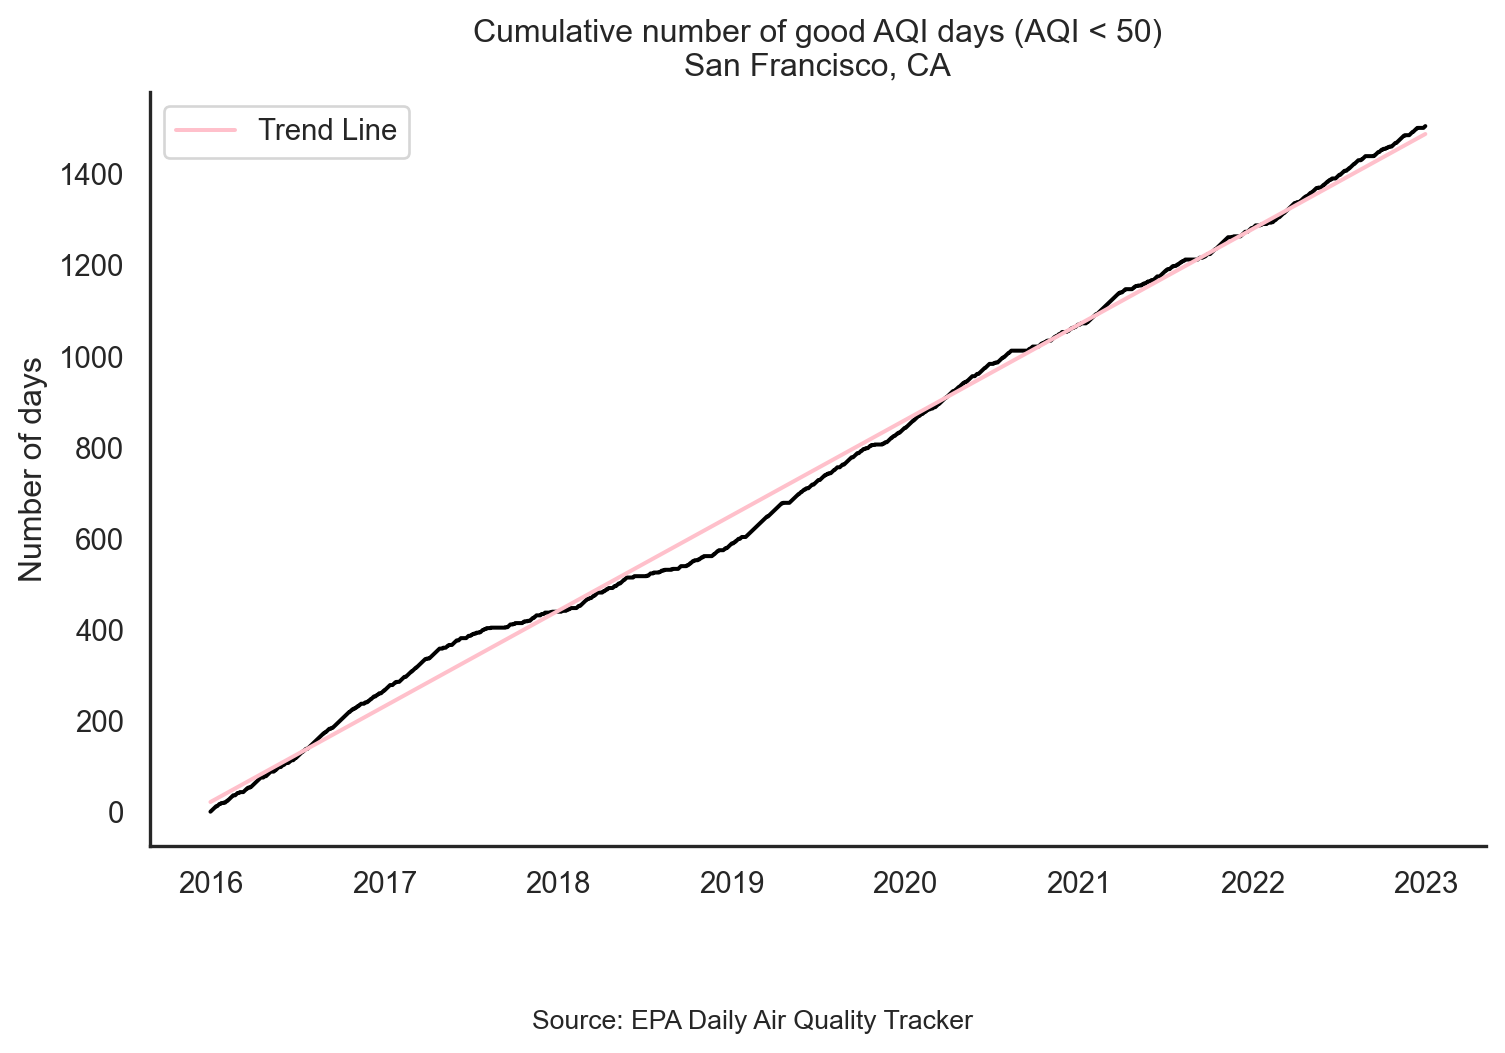 Cumulative number of good AQI days (AQI < 50)
San Francisco, CA
Trend Line
Number of days
1400
1200
1000
800
600
400
200
0
2016 2017 2018 2019 2020 2021 2022 2023
Source: EPA Daily Air Quality Tracker